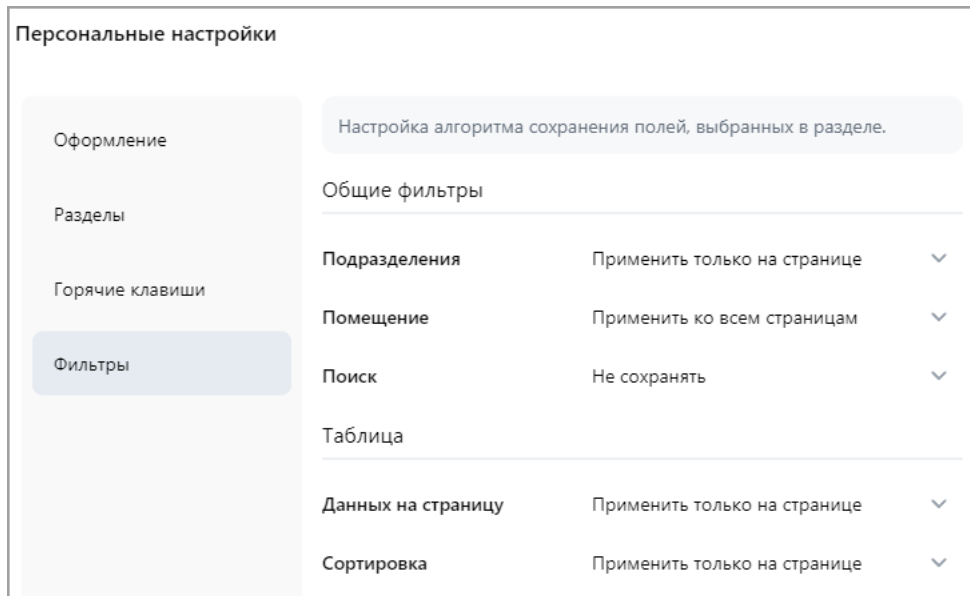 Персональные настройки
Оформление
Разделы
Горячие клавиши
Фильтры
Настройка алгоритма сохранения полей, выбранных в разделе.
Общие фильтры
Подразделения Применить только на странице
Помещение Применить ко всем страницам
Поиск Не сохранять
Таблица
Данных на страницу Применить только на странице
Сортировка Применить только на странице